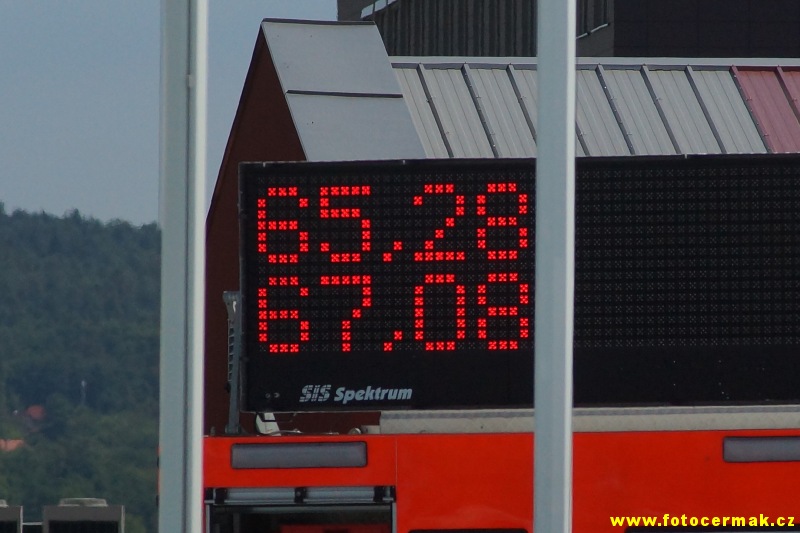 65.28
67.08
SIS Spektrum
www.fotocermak.cz